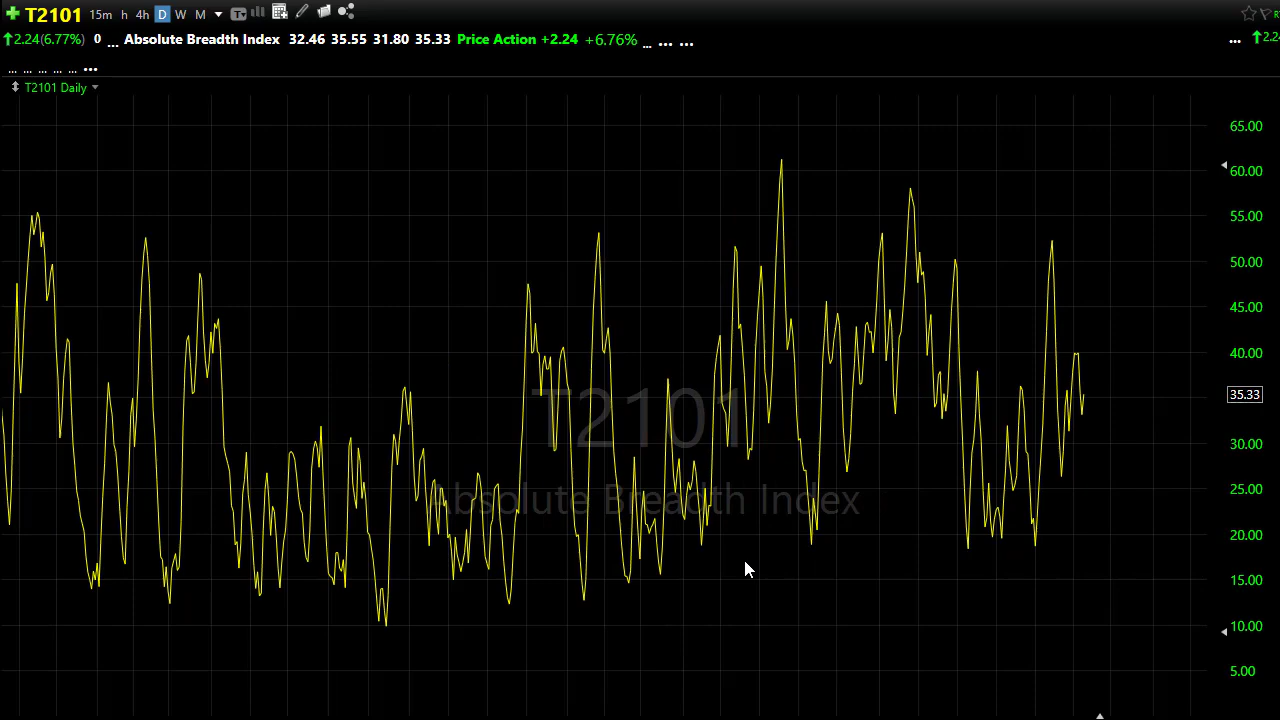 T2101 15m h 4h D W M T
2.24(6.77%) 0 ... Absolute Breadth Index 32.46 35.55 31.80 35.33 Price Action +2.24 +6.76% ... ... ... ... 2.24
... ... ... ... ... ...
T2101 Daily
65.00
60.00
55.00
50.00
45.00
40.00
35.33
30.00
25.00
20.00
15.00
10.00
5.00
T2101
Absolute Breadth Index